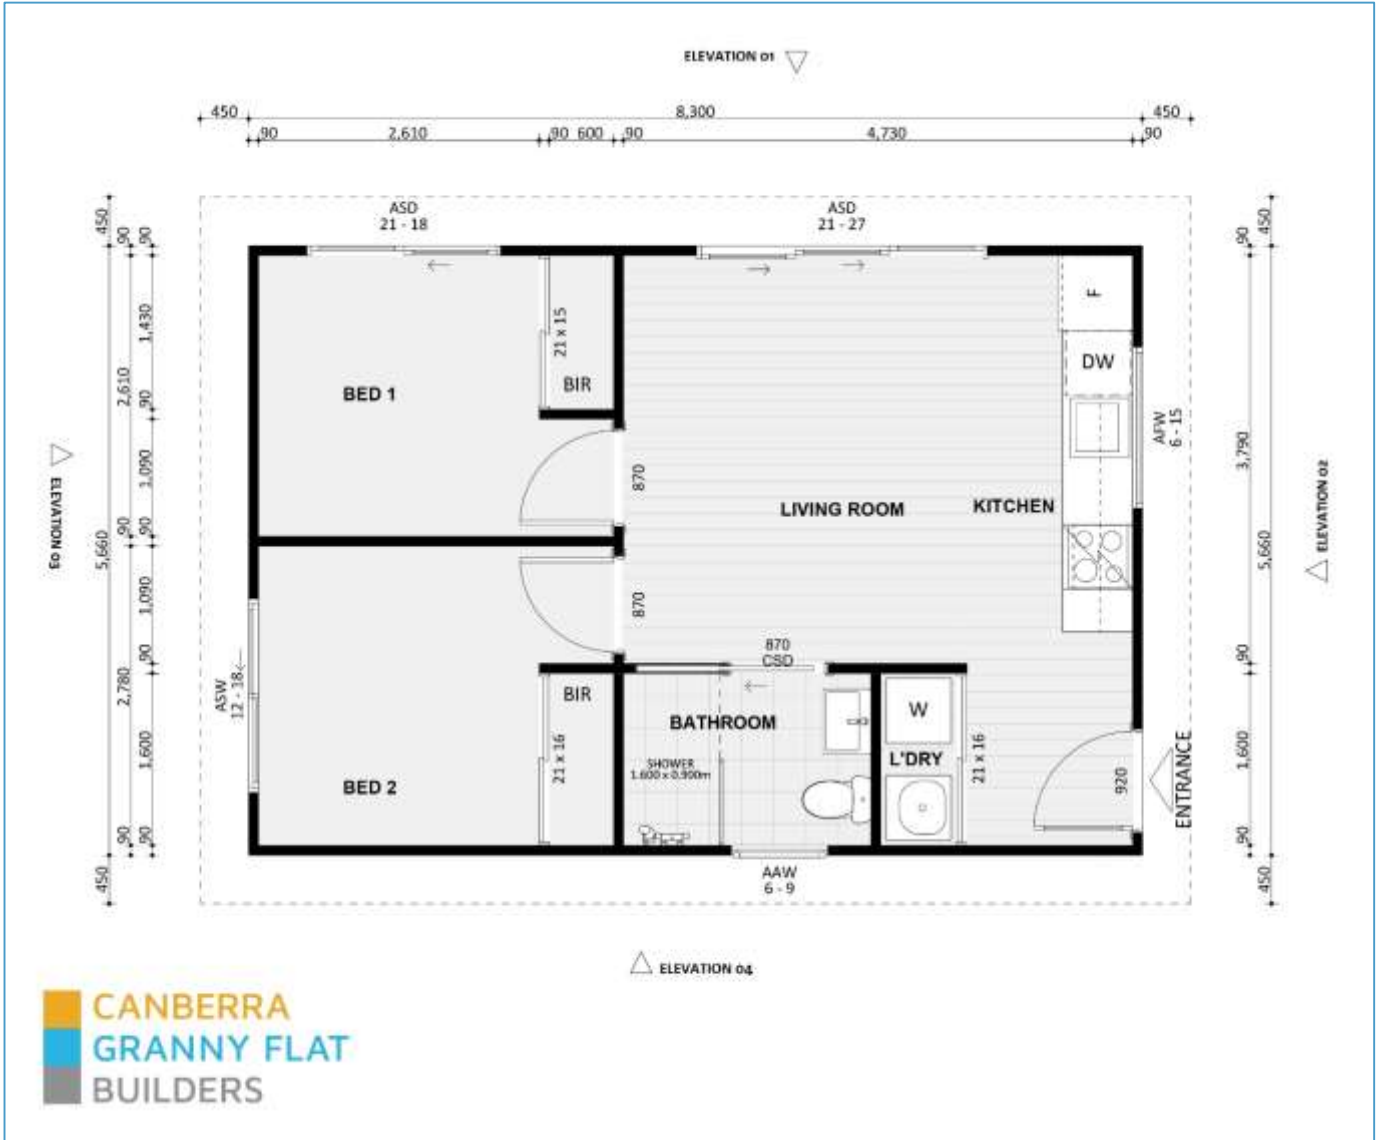 ELEVATION 01
450 8,300 450
90 2,610 90 600 90 4,730 90
ASD
21 - 18
ASD
21 - 27
450
90
90
1,430
2,610
90
1,090
90
90
5,660
1,090
90
2,780
1,600
90
90
450
ELEVATION 03
BED 1
21 x 15
BIR
870
F
DW
AFW
6 - 15
LIVING ROOM
KITCHEN
870
870
CSD
ASW
12 - 18
BED 2
BIR
21 x 16
BATHROOM
SHOWER
1.600 x 0.900m
W
L'DRY
21 x 16
920
ENTRANCE
AAW
6 - 9
450
90
3,790
5,660
90
1,600
90
450
ELEVATION 02
ELEVATION 04
CANBERRA
GRANNY FLAT
BUILDERS